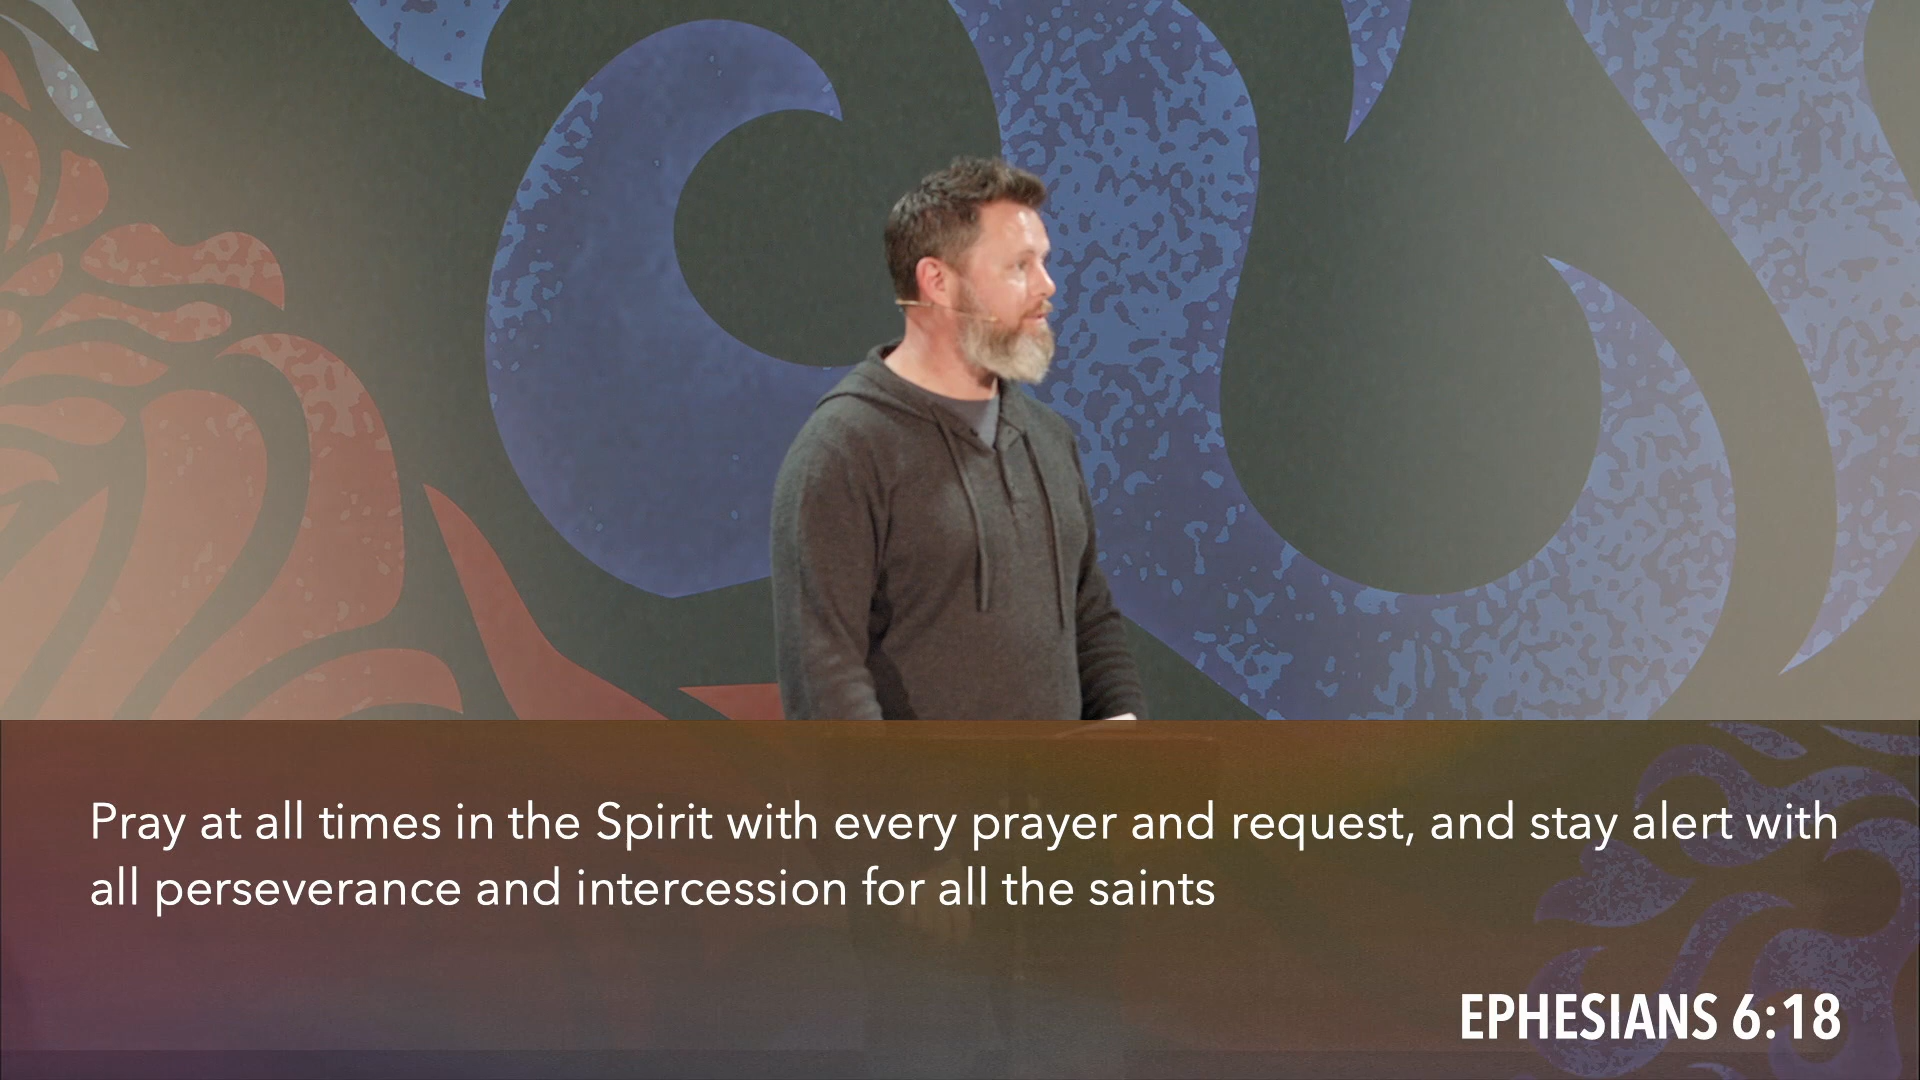 Pray at all times in the Spirit with every prayer and request, and stay alert with
all perseverance and intercession for all the saints
EPHESIANS 6:18